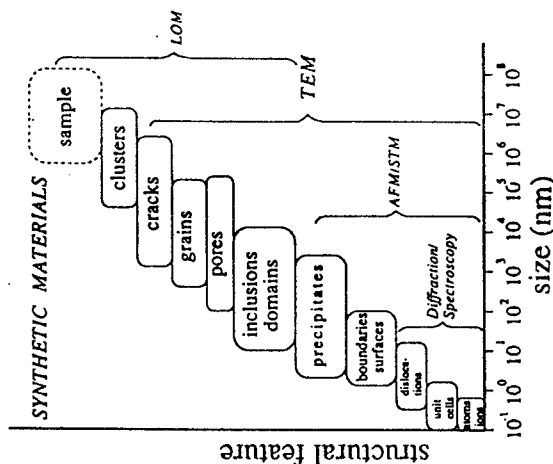 SYNTHETIC MATERIALS
sample
clusters
cracks
grains
pores
inclusions
domains
precipitates
boundaries
surfaces
disloca-
tions
unit
cells
atoms
ions
LOM
TEM
AFM/STM
Diffraction/
Spectroscopy
structural feature
10⁻¹ 10⁰ 10¹ 10² 10³ 10⁴ 10⁵ 10⁶ 10⁷ 10⁸
size (nm)